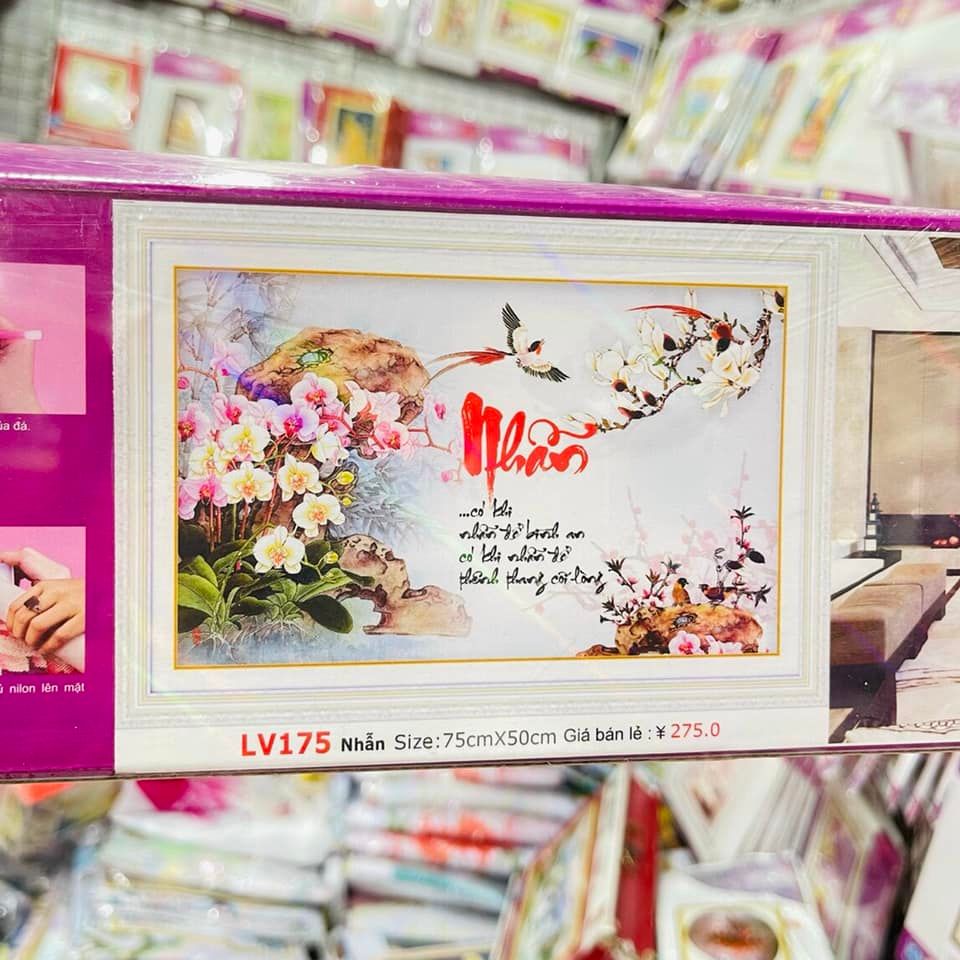 ủa đá.
ủ nilon lên mặt
Nhẫn
...có khi
nhẫn để bình an
có khi nhẫn để
thênh thang cõi lòng
LV175 Nhẫn Size:75cmX50cm Giá bán lẻ : ¥ 275.0